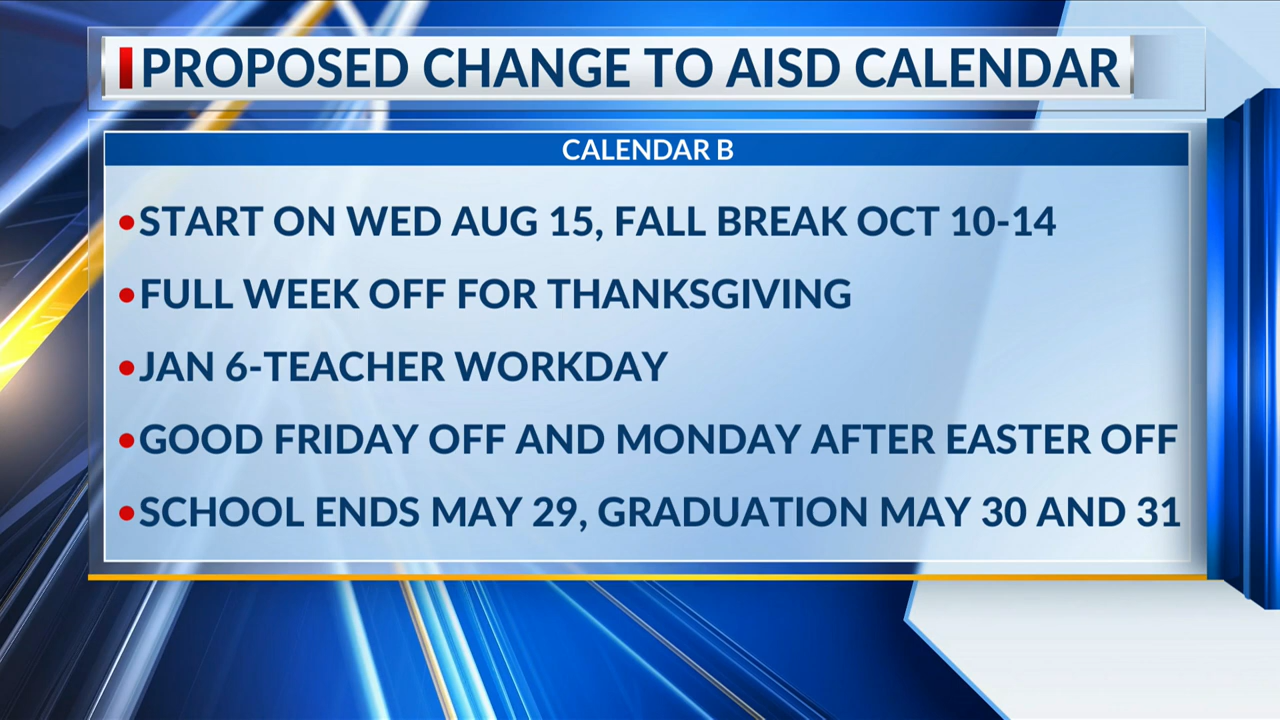 PROPOSED CHANGE TO AISD CALENDAR
CALENDAR B
•START ON WED AUG 15, FALL BREAK OCT 10-14
•FULL WEEK OFF FOR THANKSGIVING
•JAN 6-TEACHER WORKDAY
•GOOD FRIDAY OFF AND MONDAY AFTER EASTER OFF
•SCHOOL ENDS MAY 29, GRADUATION MAY 30 AND 31